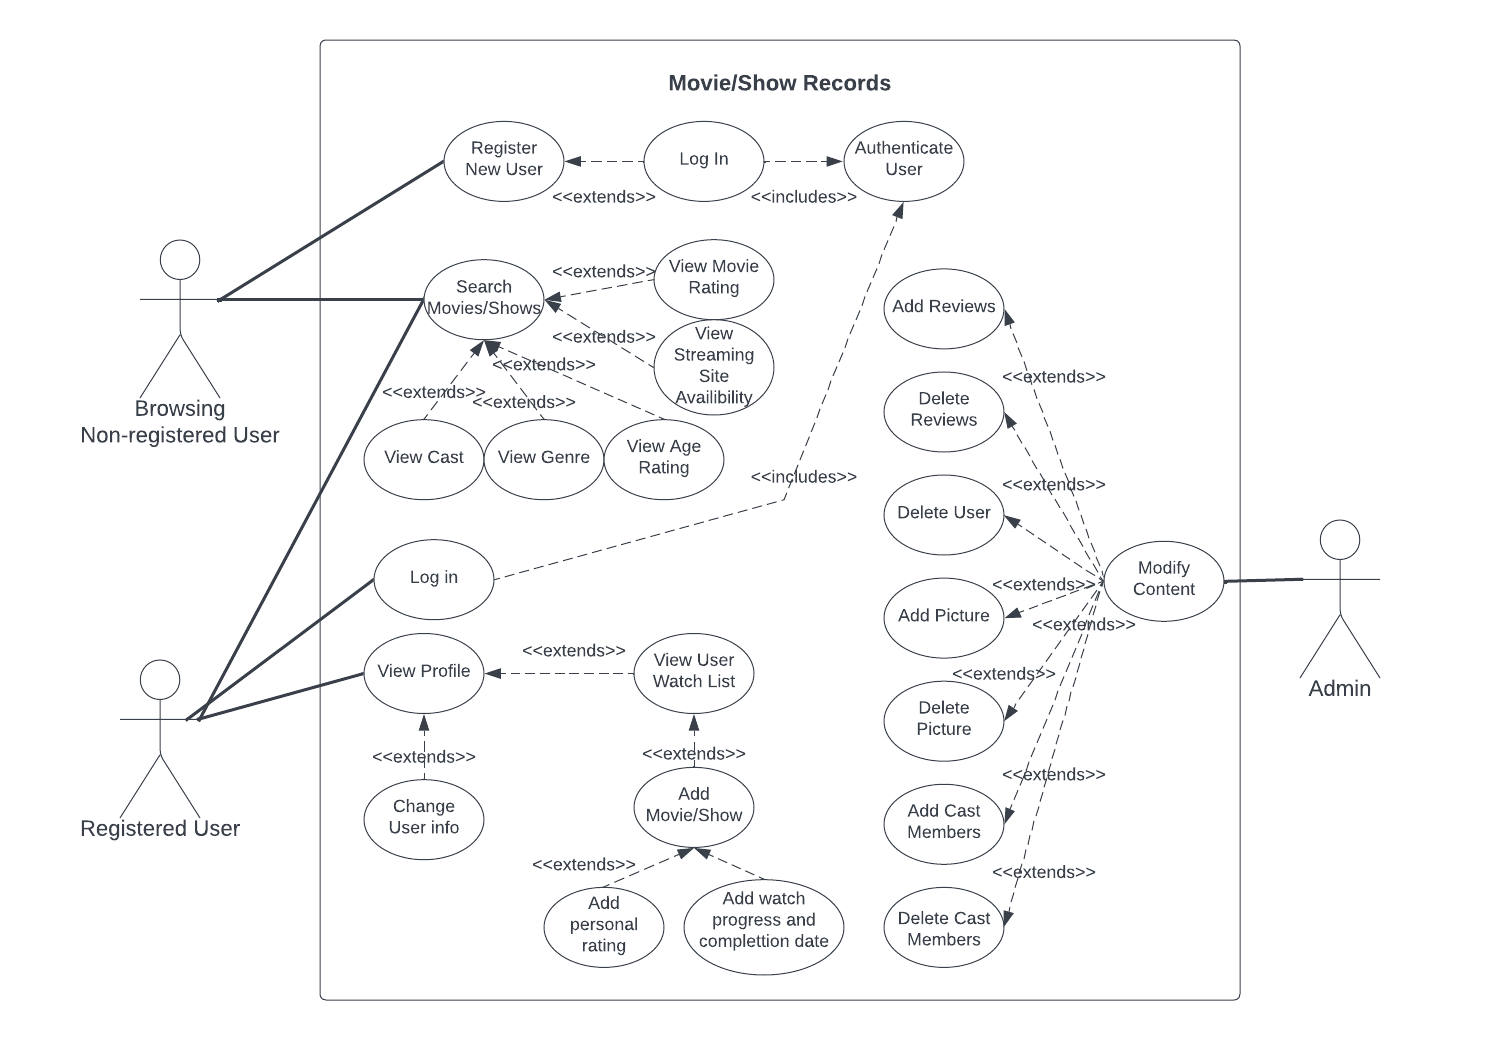 Movie/Show Records
Register
New User
Log In
Authenticate
User
<<extends>>
<<includes>>
Search
Movies/Shows
<<extends>>
View Movie
Rating
<<extends>>
View
Streaming
Site
Availibility
<<extends>>
<<extends>>
<<extends>>
View Cast
View Genre
View Age
Rating
<<includes>>
Browsing
Non-registered User
Log in
View Profile
<<extends>>
View User
Watch List
<<extends>>
<<extends>>
Change
User info
Add
Movie/Show
<<extends>>
Add
personal
rating
Add watch
progress and
complettion date
Registered User
Add Reviews
<<extends>>
Delete
Reviews
<<extends>>
Delete User
<<extends>>
Add Picture
<<extends>>
<<extends>>
Delete
Picture
<<extends>>
Add Cast
Members
<<extends>>
Delete Cast
Members
Modify
Content
Admin